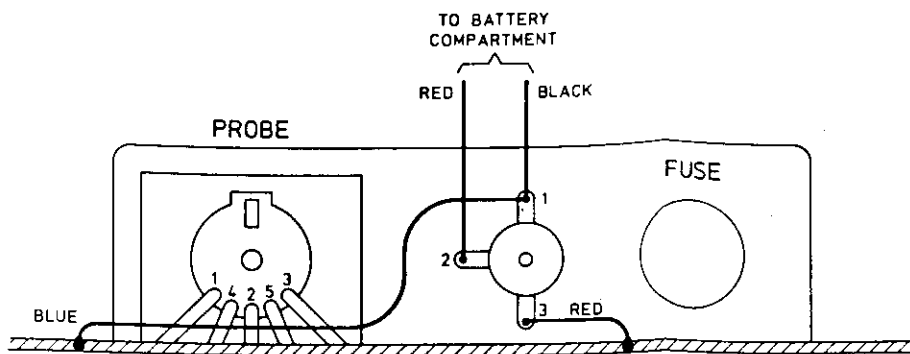 TO BATTERY
COMPARTMENT
RED
BLACK
PROBE
FUSE
1
2
1 4 2 5 3
BLUE
3
RED